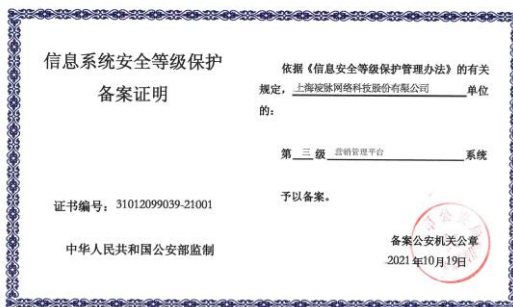 信息系统安全等级保护
备案证明
证书编号：31012099039-21001
中华人民共和国公安部监制
依据《信息安全等级保护管理办法》的有关
规定，上海凌脉网络科技股份有限公司单位
的：
第三级 营销管理平台 系统
予以备案。
备案公安机关公章
2021年10月19日